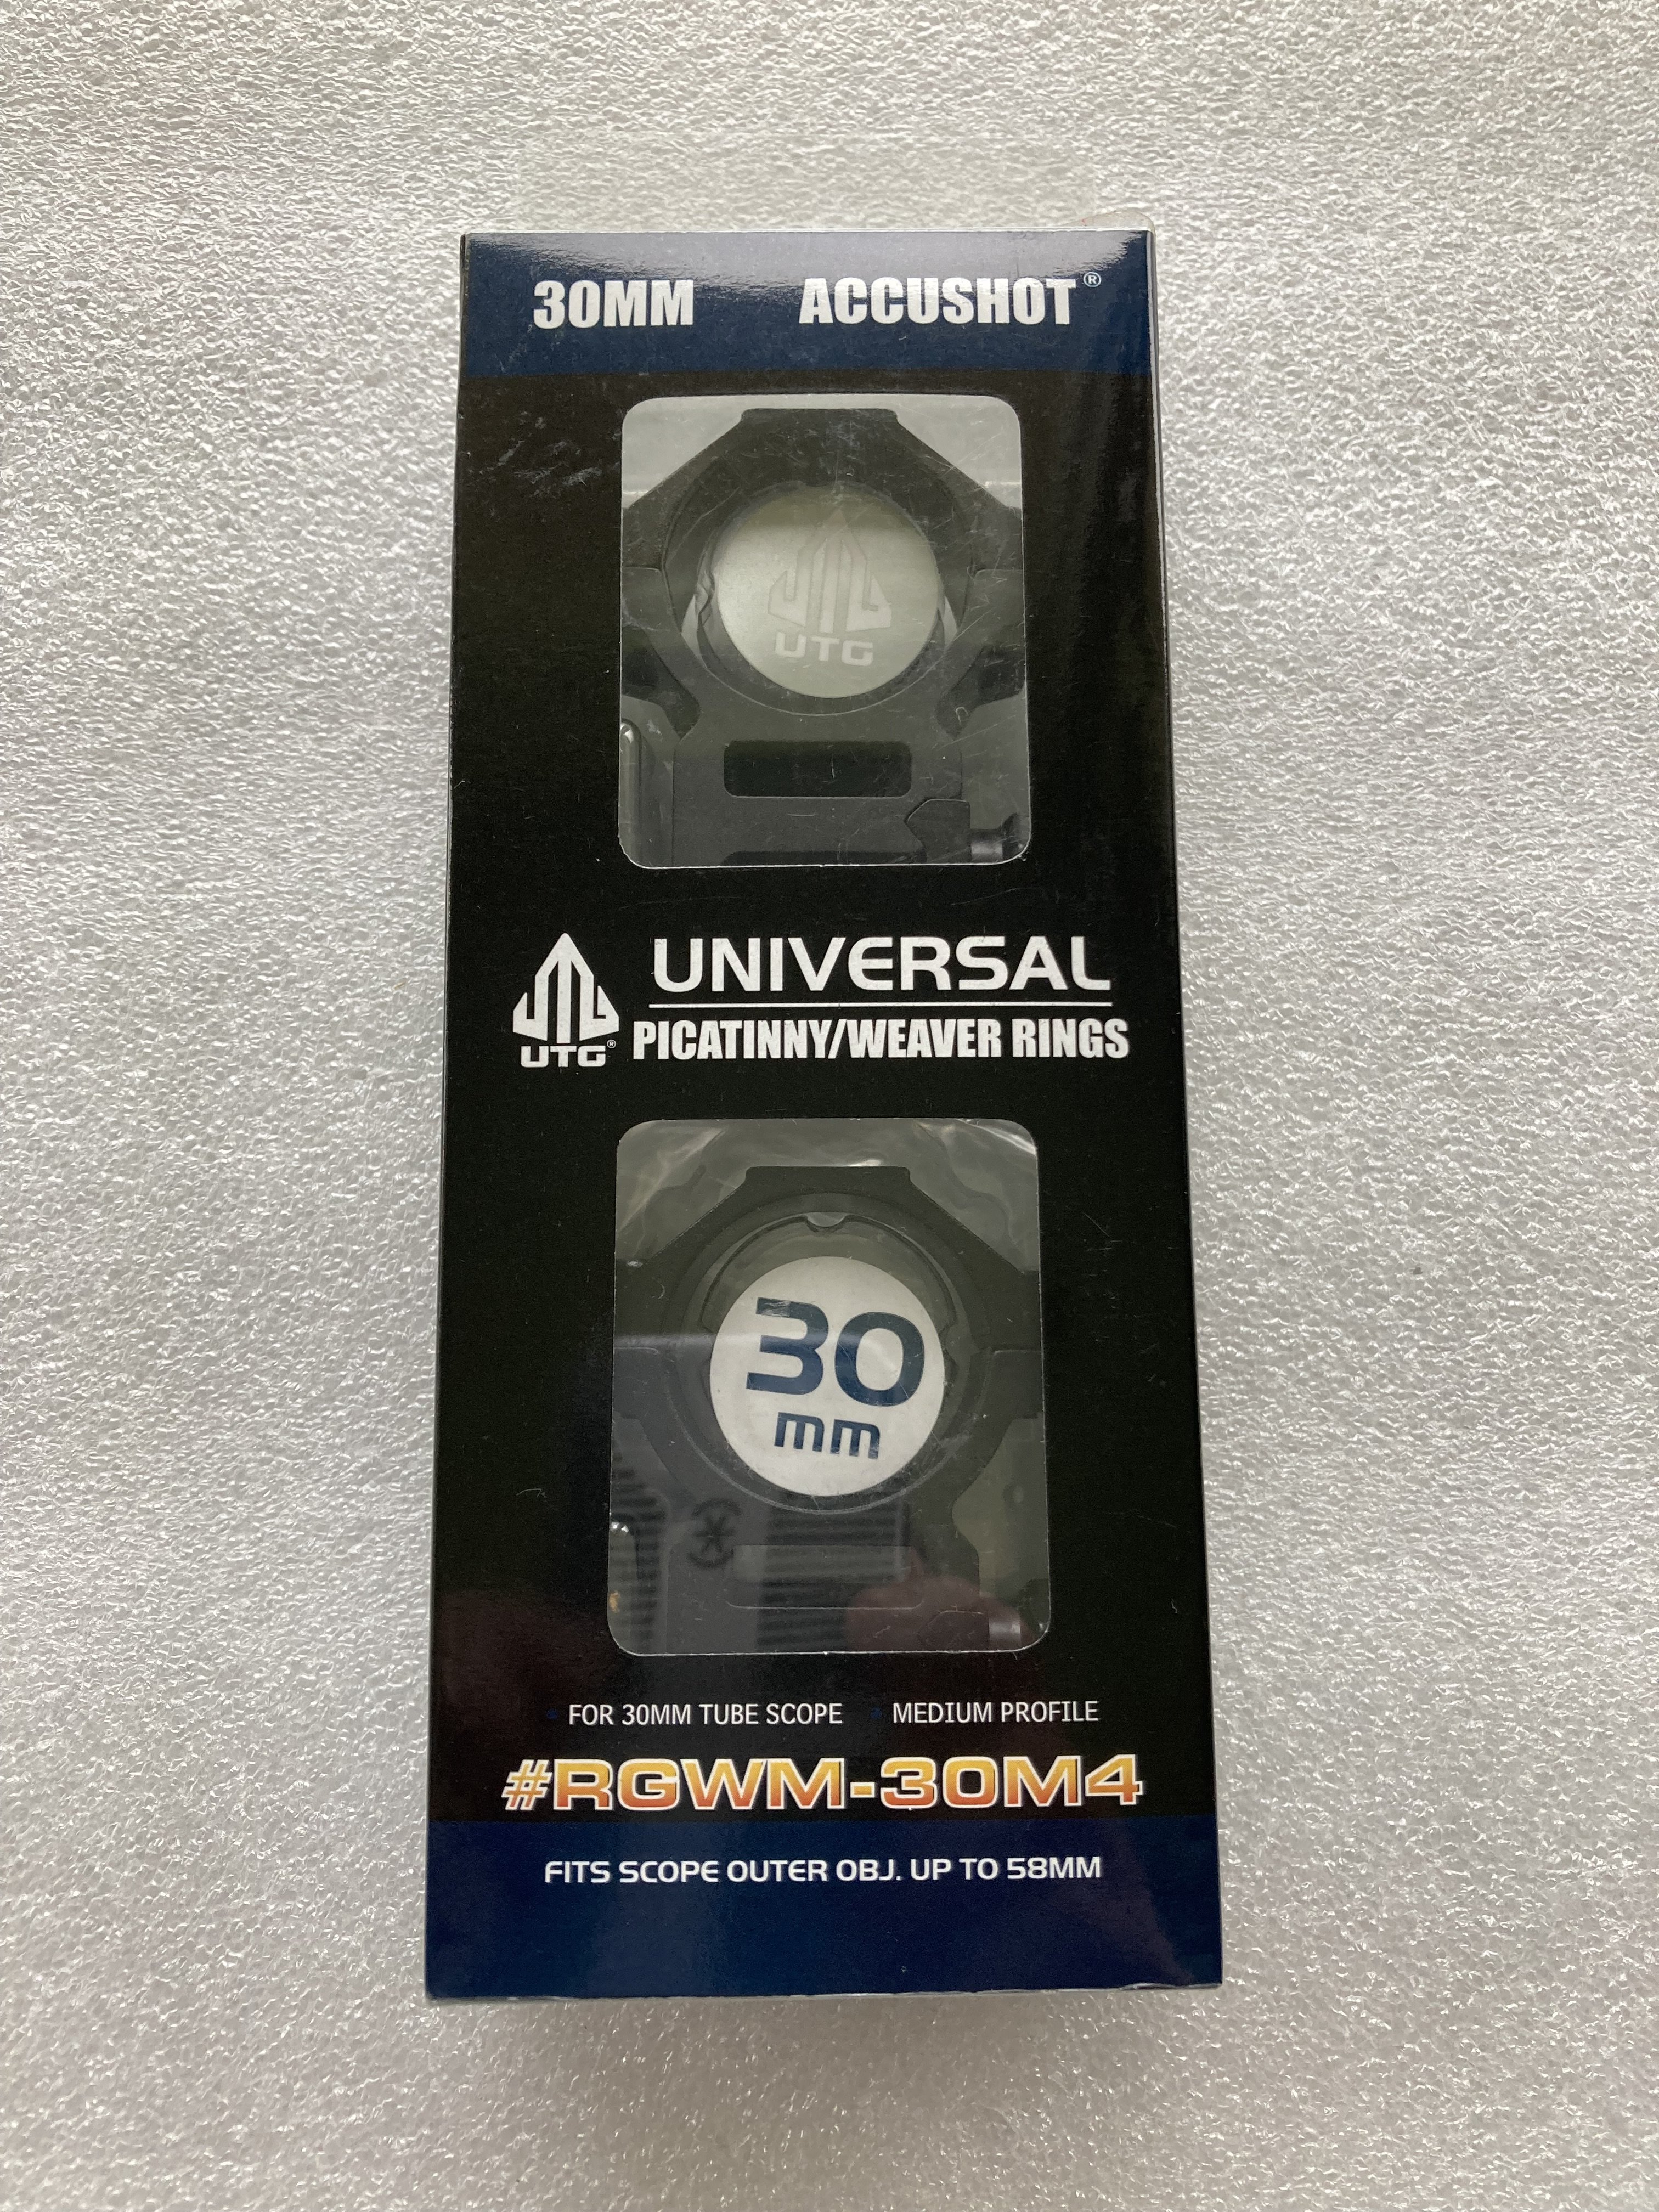 30MM ACCUSHOT®
UTG
UNIVERSAL
PICATINNY/WEAVER RINGS
UTG®
30
mm
FOR 30MM TUBE SCOPE MEDIUM PROFILE
#RGWM-30M4
FITS SCOPE OUTER OBJ. UP TO 58MM